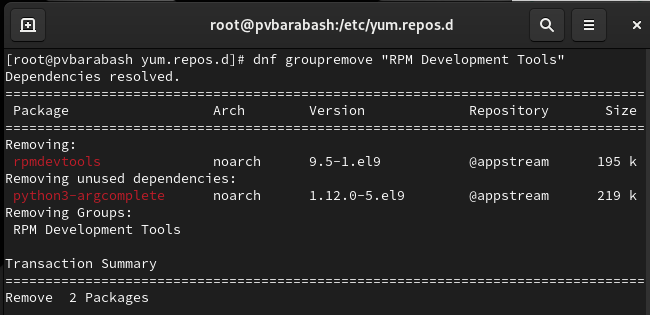 root@pvbarabash:/etc/yum.repos.d
[root@pvbarabash yum.repos.d]# dnf groupremove "RPM Development Tools"
Dependencies resolved.
================================================================================
Package Arch Version Repository Size
================================================================================
Removing:
rpmdevtools noarch 9.5-1.el9 @appstream 195 k
Removing unused dependencies:
python3-argcomplete noarch 1.12.0-5.el9 @appstream 219 k
Removing Groups:
RPM Development Tools
Transaction Summary
================================================================================
Remove 2 Packages